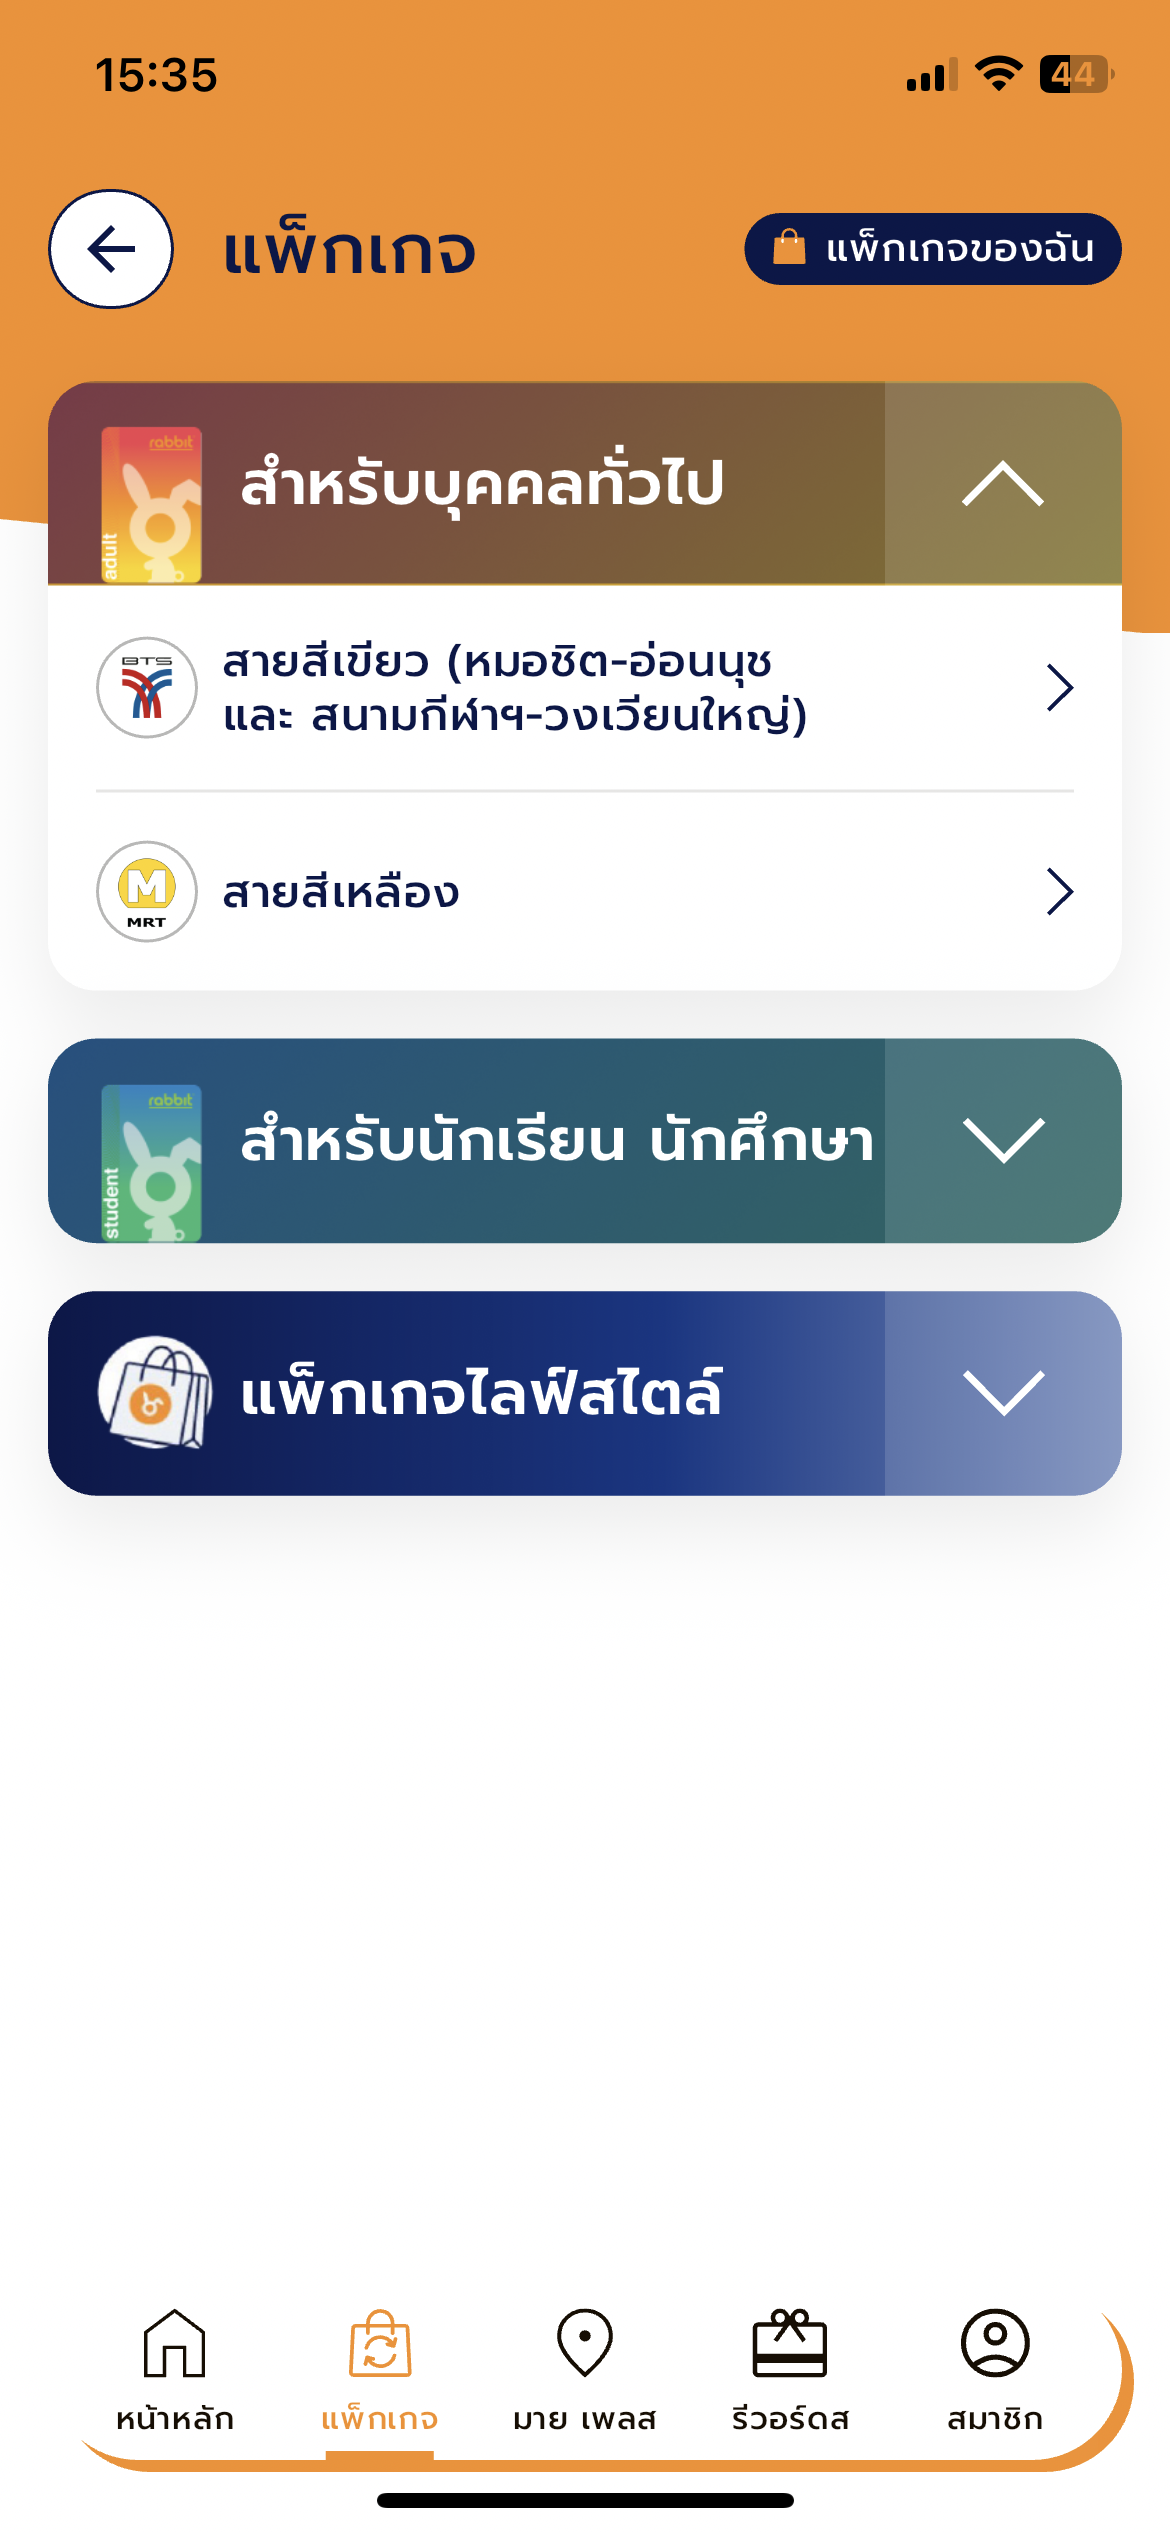 15:35
44
แพ็กเกจ
แพ็กเกจของฉัน
rabbit
adult
สำหรับบุคคลทั่วไป
BTS
สายสีเขียว (หมอชิต-อ่อนนุช
และ สนามกีฬาฯ-วงเวียนใหญ่)
M
MRT
สายสีเหลือง
rabbit
student
สำหรับนักเรียน นักศึกษา
แพ็กเกจไลฟ์สไตล์
หน้าหลัก
แพ็กเกจ
มาย เพลส
รีวอร์ดส
สมาชิก